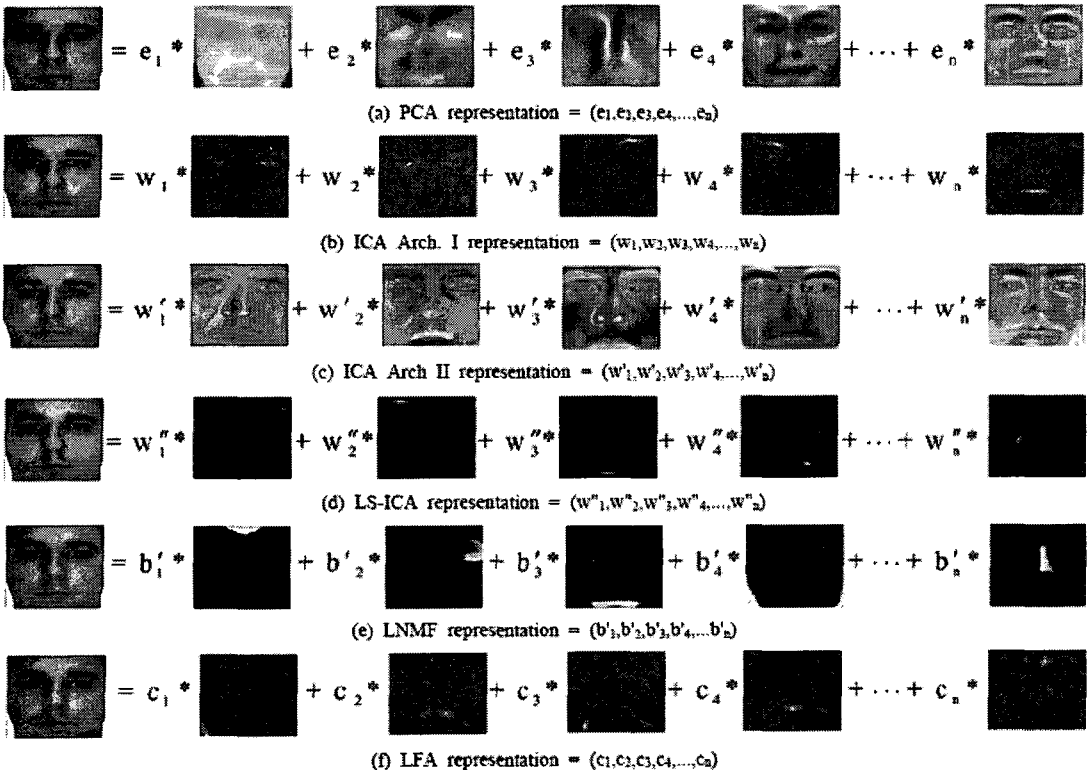 = e₁ * + e₂ * + e₃ * + e₄ * + ... + eₙ *
(a) PCA representation = (e₁,e₂,e₃,e₄,...,eₙ)
= w₁ * + w₂ * + w₃ * + w₄ * + ... + wₙ *
(b) ICA Arch. I representation = (w₁,w₂,w₃,w₄,...,wₙ)
= w'₁ * + w'₂ * + w'₃ * + w'₄ * + ... + w'ₙ *
(c) ICA Arch II representation = (w'₁,w'₂,w'₃,w'₄,...,w'ₙ)
= w"₁ * + w"₂ * + w"₃ * + w"₄ * + ... + w"ₙ *
(d) LS-ICA representation = (w"₁,w"₂,w"₃,w"₄,...,w"ₙ)
= b'₁ * + b'₂ * + b'₃ * + b'₄ * + ... + b'ₙ *
(e) LNMF representation = (b'₁,b'₂,b'₃,b'₄,...b'ₙ)
= c₁ * + c₂ * + c₃ * + c₄ * + ... + cₙ *
(f) LFA representation = (c₁,c₂,c₃,c₄,...,cₙ)